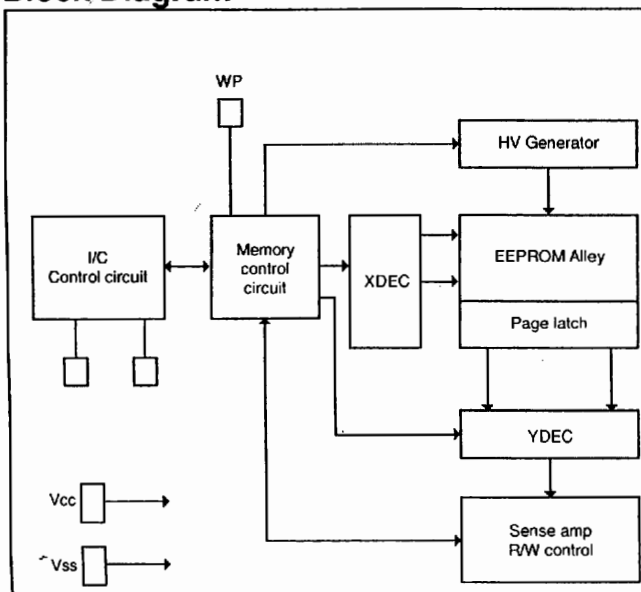 Block Diagram
WP
HV Generator
I/C
Control circuit
Memory
control
circuit
XDEC
EEPROM Alley
Page latch
YDEC
Vcc
Vss
Sense amp
R/W control